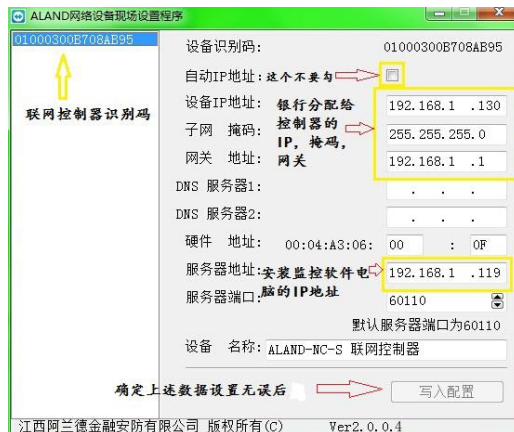 ALAND网络设备现场设置程序
01000300B708AB95
联网控制器识别码
设备识别码: 01000300B708AB95
自动IP地址: 这个不要勾
设备IP地址: 192.168.1 .130
银行分配给控制器的IP, 掩码, 网关
子网 掩码: 255.255.255.0
网关 地址: 192.168.1 .1
DNS 服务器1: . . .
DNS 服务器2: . . .
硬件 地址: 00:04:A3:06: 00 : 0F
服务器地址: 192.168.1 .119
安装监控软件电脑的IP地址
服务器端口: 60110
默认服务器端口为60110
设备 名称: ALAND-NC-S 联网控制器
确定上述数据设置无误后 写入配置
江西阿兰德金融安防有限公司 版权所有(C) Ver2.0.0.4